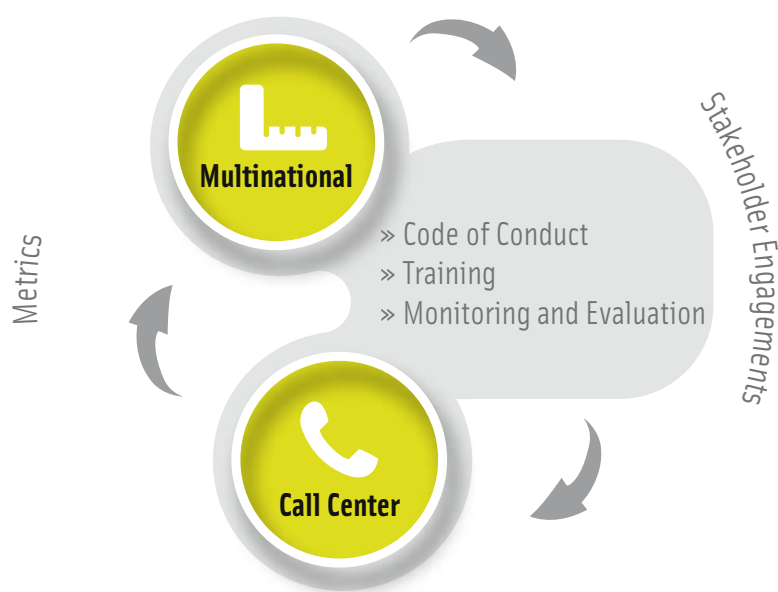 Multinational
Stakeholder Engagements
» Code of Conduct
» Training
» Monitoring and Evaluation
Metrics
Call Center